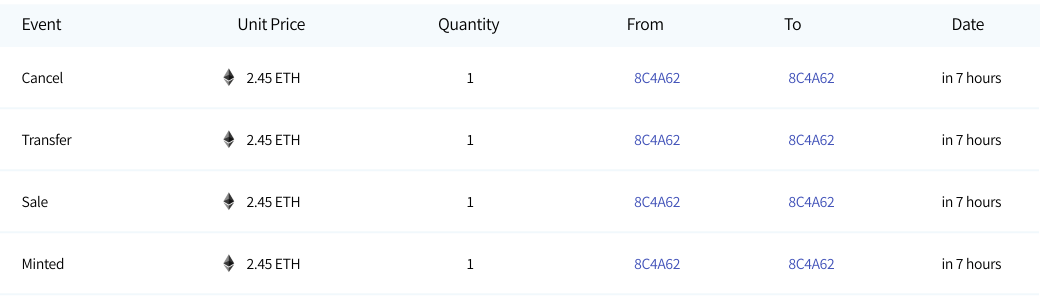 Event Unit Price Quantity From To Date
Cancel 2.45 ETH 1 8C4A62 8C4A62 in 7 hours
Transfer 2.45 ETH 1 8C4A62 8C4A62 in 7 hours
Sale 2.45 ETH 1 8C4A62 8C4A62 in 7 hours
Minted 2.45 ETH 1 8C4A62 8C4A62 in 7 hours